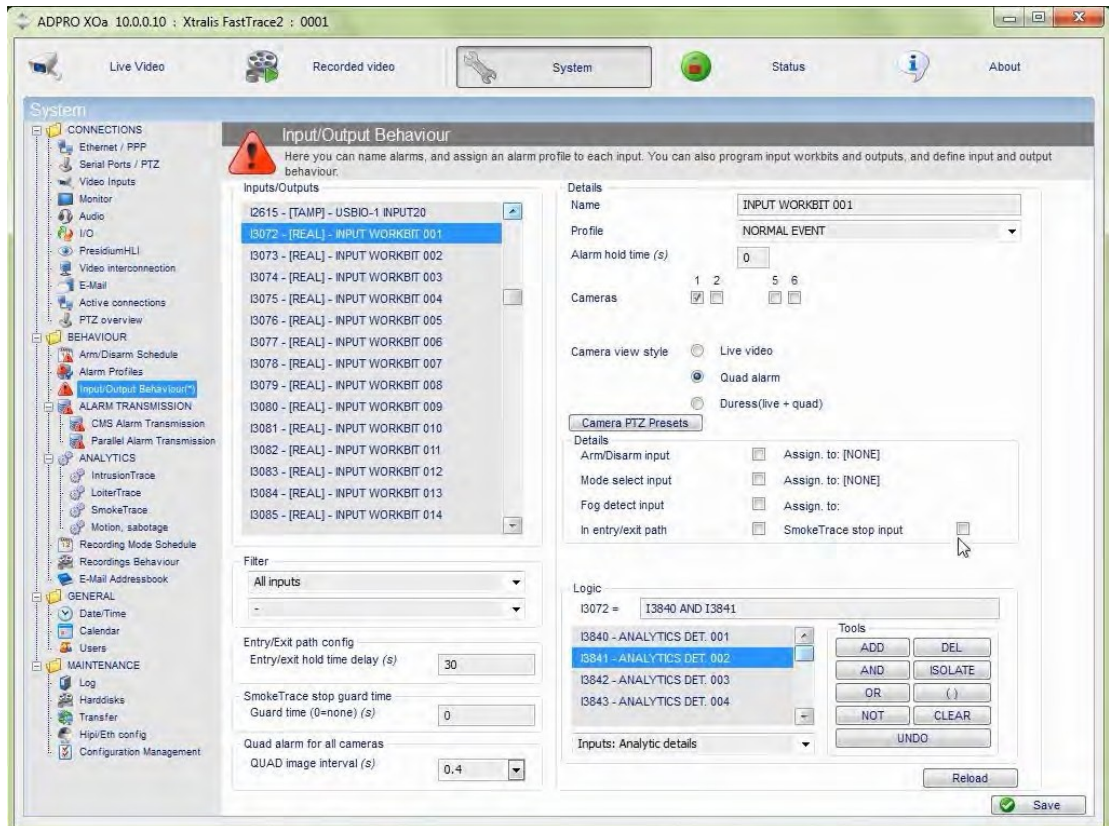 ADPRO XOa 10.0.0.10 : Xtralis FastTrace2 : 0001
Live Video
Recorded video
System
Status
About
System
CONNECTIONS
Ethernet / PPP
Serial Ports / PTZ
Video Inputs
Monitor
Audio
I/O
PresidiumHLI
Video interconnection
E-Mail
Active connections
PTZ overview
BEHAVIOUR
Arm/Disarm Schedule
Alarm Profiles
Input/Output Behaviour(*)
ALARM TRANSMISSION
CMS Alarm Transmission
Parallel Alarm Transmission
ANALYTICS
IntrusionTrace
LoiterTrace
SmokeTrace
Motion, sabotage
Recording Mode Schedule
Recordings Behaviour
E-Mail Addressbook
GENERAL
Date/Time
Calendar
Users
MAINTENANCE
Log
Harddisks
Transfer
Hipi/Eth config
Configuration Management
Input/Output Behaviour
Here you can name alarms, and assign an alarm profile to each input. You can also program input workbits and outputs, and define input and output
behaviour.
Inputs/Outputs
I2615 - [TAMP] - USBIO-1 INPUT20
I3072 - [REAL] - INPUT WORKBIT 001
I3073 - [REAL] - INPUT WORKBIT 002
I3074 - [REAL] - INPUT WORKBIT 003
I3075 - [REAL] - INPUT WORKBIT 004
I3076 - [REAL] - INPUT WORKBIT 005
I3077 - [REAL] - INPUT WORKBIT 006
I3078 - [REAL] - INPUT WORKBIT 007
I3079 - [REAL] - INPUT WORKBIT 008
I3080 - [REAL] - INPUT WORKBIT 009
I3081 - [REAL] - INPUT WORKBIT 010
I3082 - [REAL] - INPUT WORKBIT 011
I3083 - [REAL] - INPUT WORKBIT 012
I3084 - [REAL] - INPUT WORKBIT 013
I3085 - [REAL] - INPUT WORKBIT 014
Filter
All inputs
-
Entry/Exit path config
Entry/exit hold time delay (s) 30
SmokeTrace stop guard time
Guard time (0=none) (s) 0
Quad alarm for all cameras
QUAD image interval (s) 0.4
Details
Name INPUT WORKBIT 001
Profile NORMAL EVENT
Alarm hold time (s) 0
1 2 5 6
Cameras
Camera view style Live video
Quad alarm
Duress(live + quad)
Camera PTZ Presets
Details
Arm/Disarm input Assign. to: [NONE]
Mode select input Assign. to: [NONE]
Fog detect input Assign. to:
In entry/exit path SmokeTrace stop input
Logic
I3072 = I3840 AND I3841
I3840 - ANALYTICS DET. 001
I3841 - ANALYTICS DET. 002
I3842 - ANALYTICS DET. 003
I3843 - ANALYTICS DET. 004
Inputs: Analytic details
Tools
ADD DEL
AND ISOLATE
OR ( )
NOT CLEAR
UNDO
Reload
Save